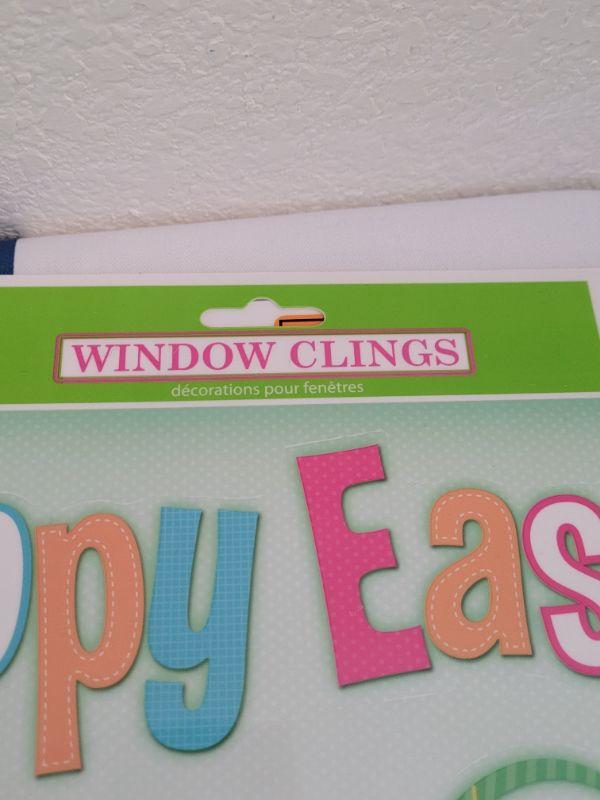 WINDOW CLINGS
décorations pour fenêtres
ppy Eas